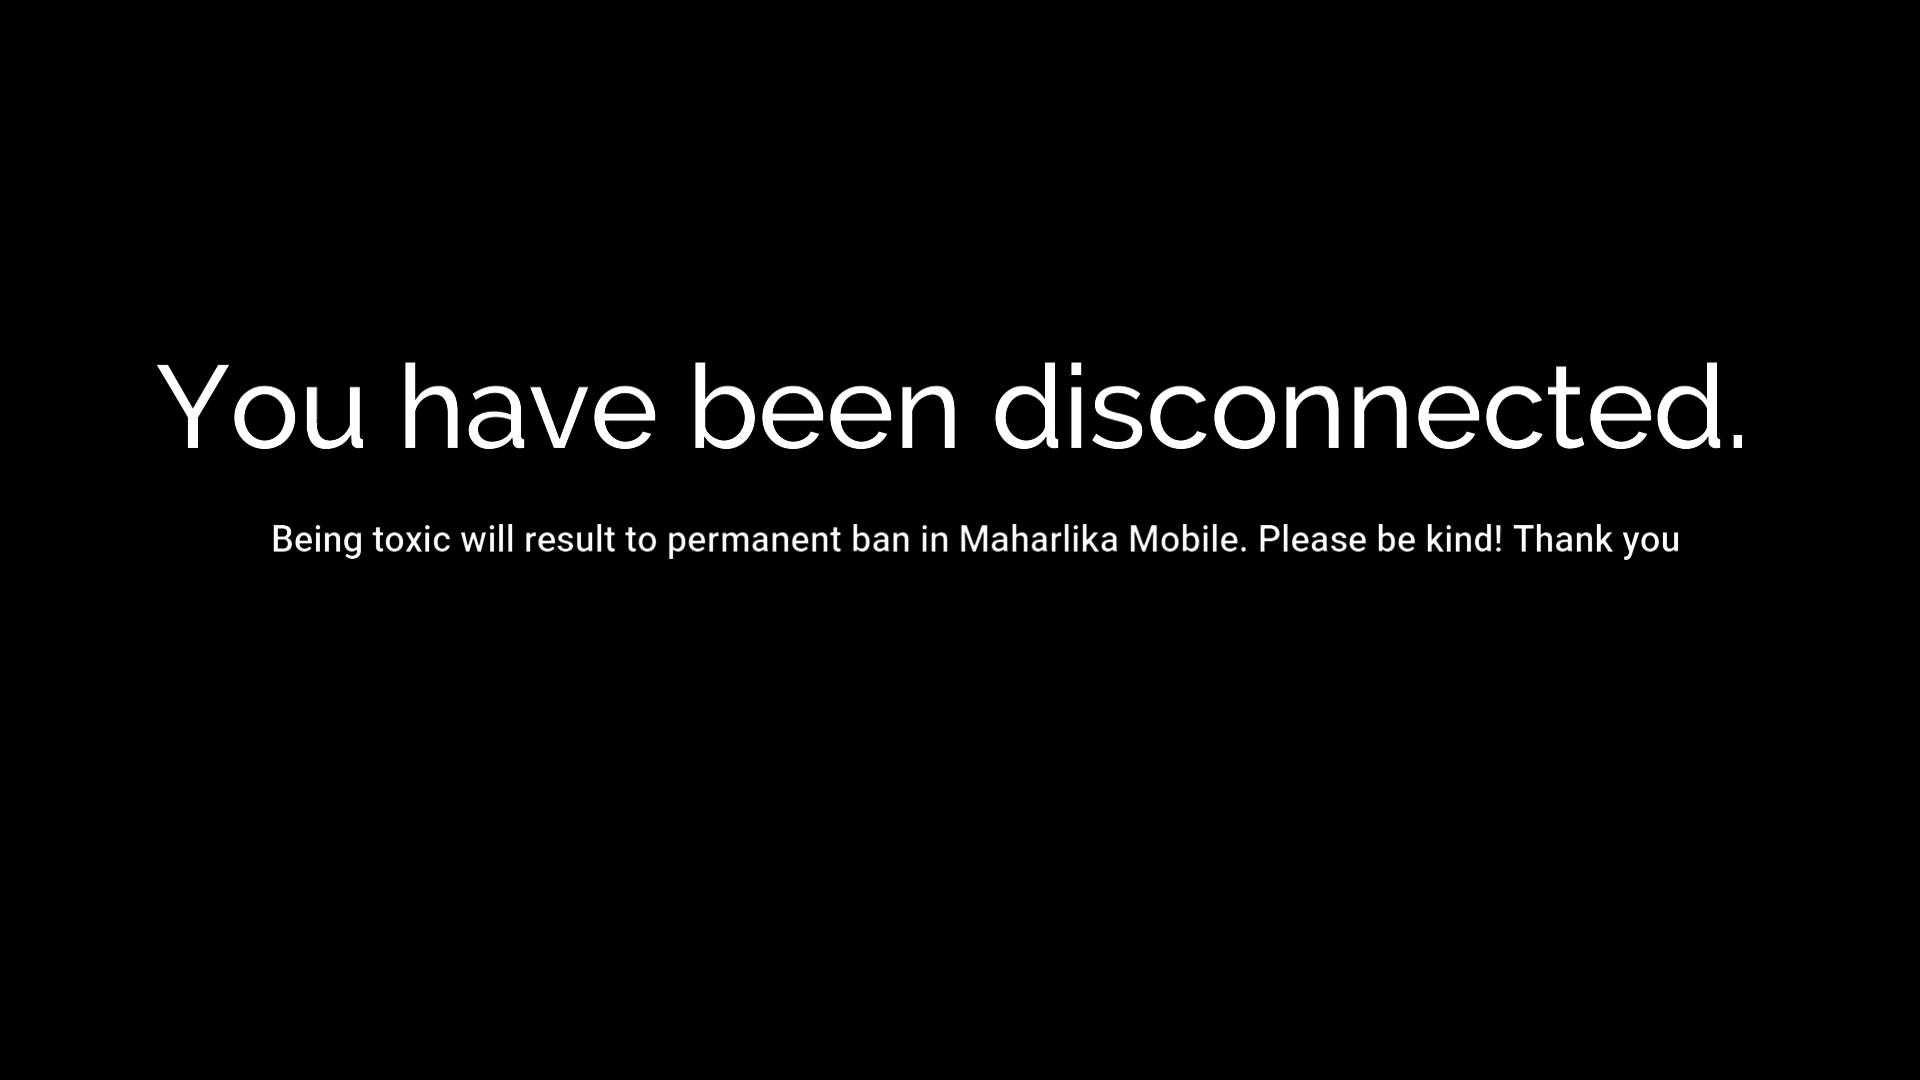 You have been disconnected.
Being toxic will result to permanent ban in Maharlika Mobile. Please be kind! Thank you